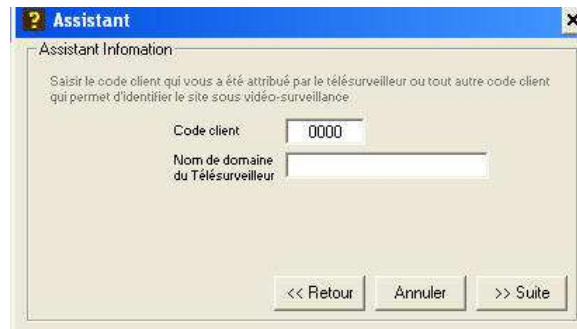 Assistant
Assistant Infomation
Saisir le code client qui vous a été attribué par le télésurveilleur ou tout autre code client
qui permet d'identifier le site sous vidéo-surveillance
Code client 0000
Nom de domaine
du Télésurveilleur
<< Retour Annuler >> Suite